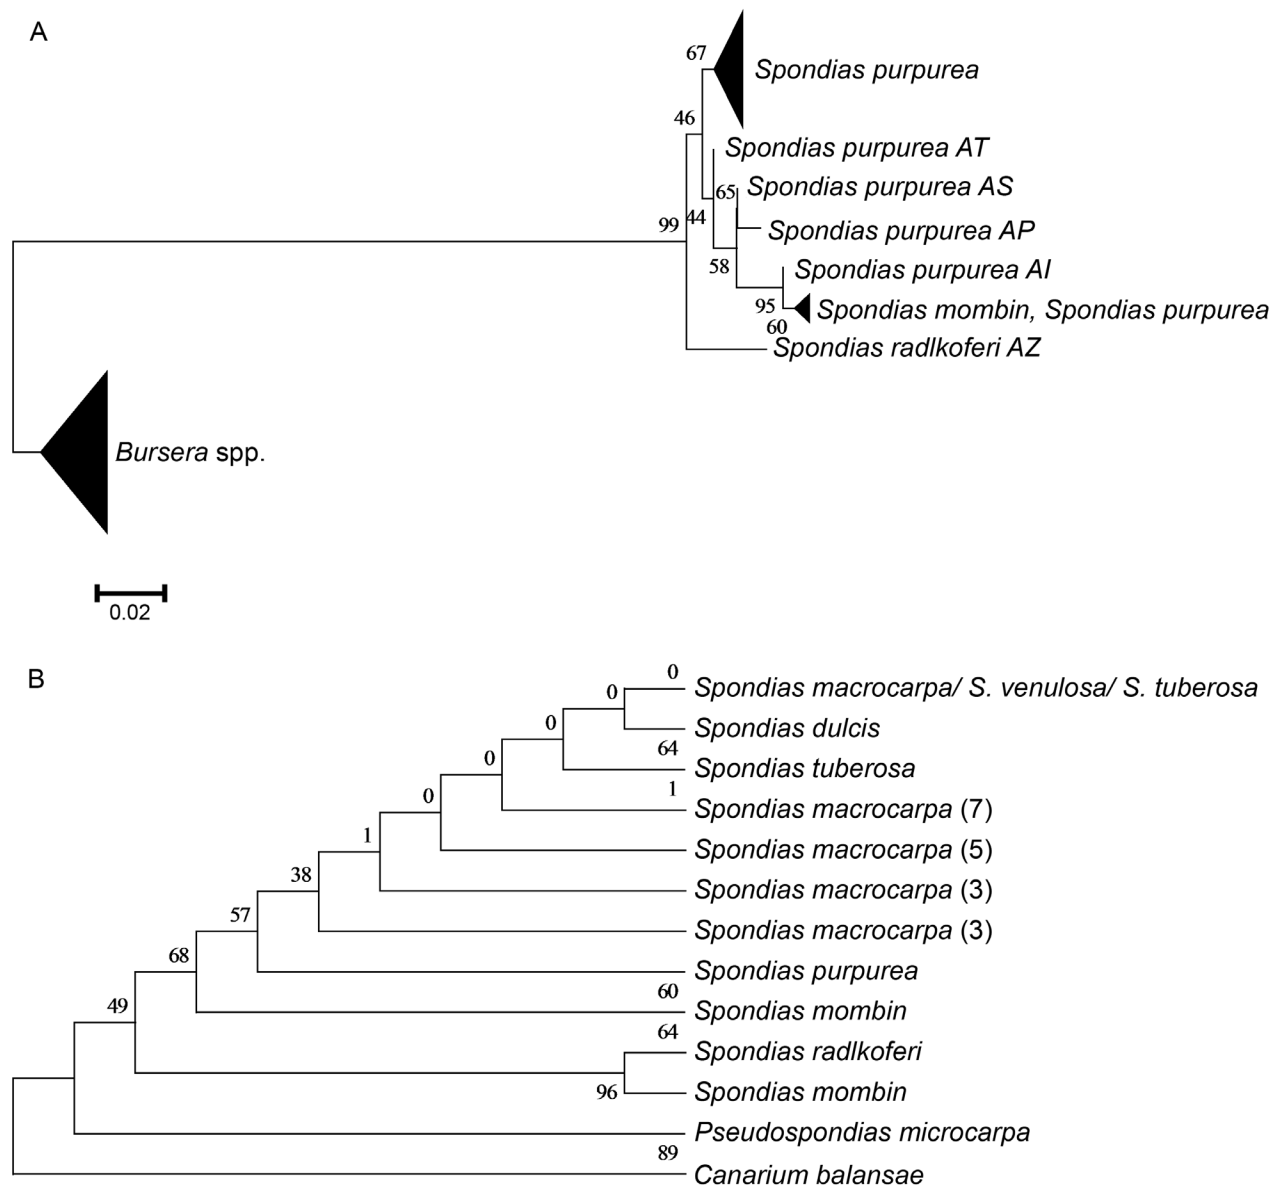 A
67
Spondias purpurea
46
Spondias purpurea AT
65 Spondias purpurea AS
99 44
Spondias purpurea AP
58
Spondias purpurea AI
95
Spondias mombin, Spondias purpurea
60
Spondias radlkoferi AZ
Bursera spp.
0.02
B
0
0 Spondias macrocarpa/ S. venulosa/ S. tuberosa
0 Spondias dulcis
64
0 Spondias tuberosa
1
0 Spondias macrocarpa (7)
1 Spondias macrocarpa (5)
38 Spondias macrocarpa (3)
57 Spondias macrocarpa (3)
68 Spondias purpurea
60
49 Spondias mombin
64
Spondias radlkoferi
96 Spondias mombin
Pseudospondias microcarpa
89
Canarium balansae